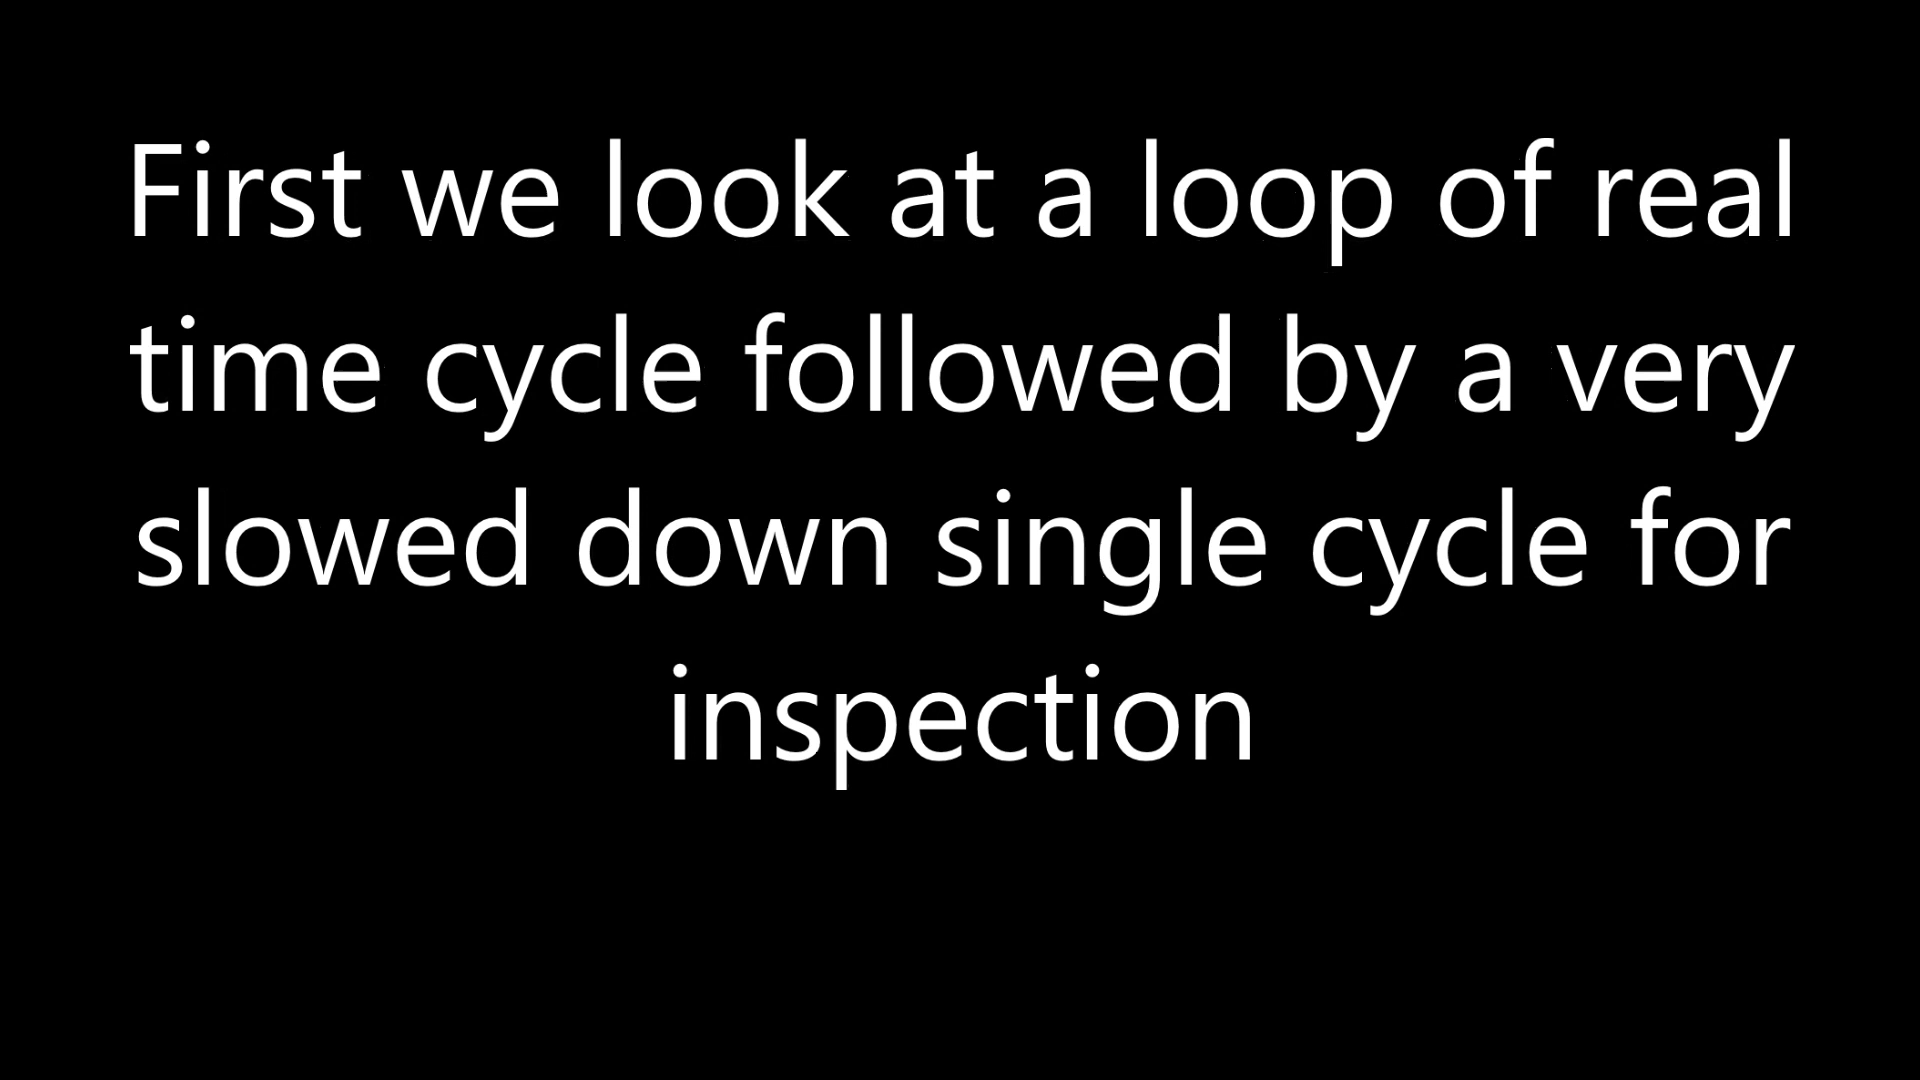 First we look at a loop of real
time cycle followed by a very
slowed down single cycle for
inspection